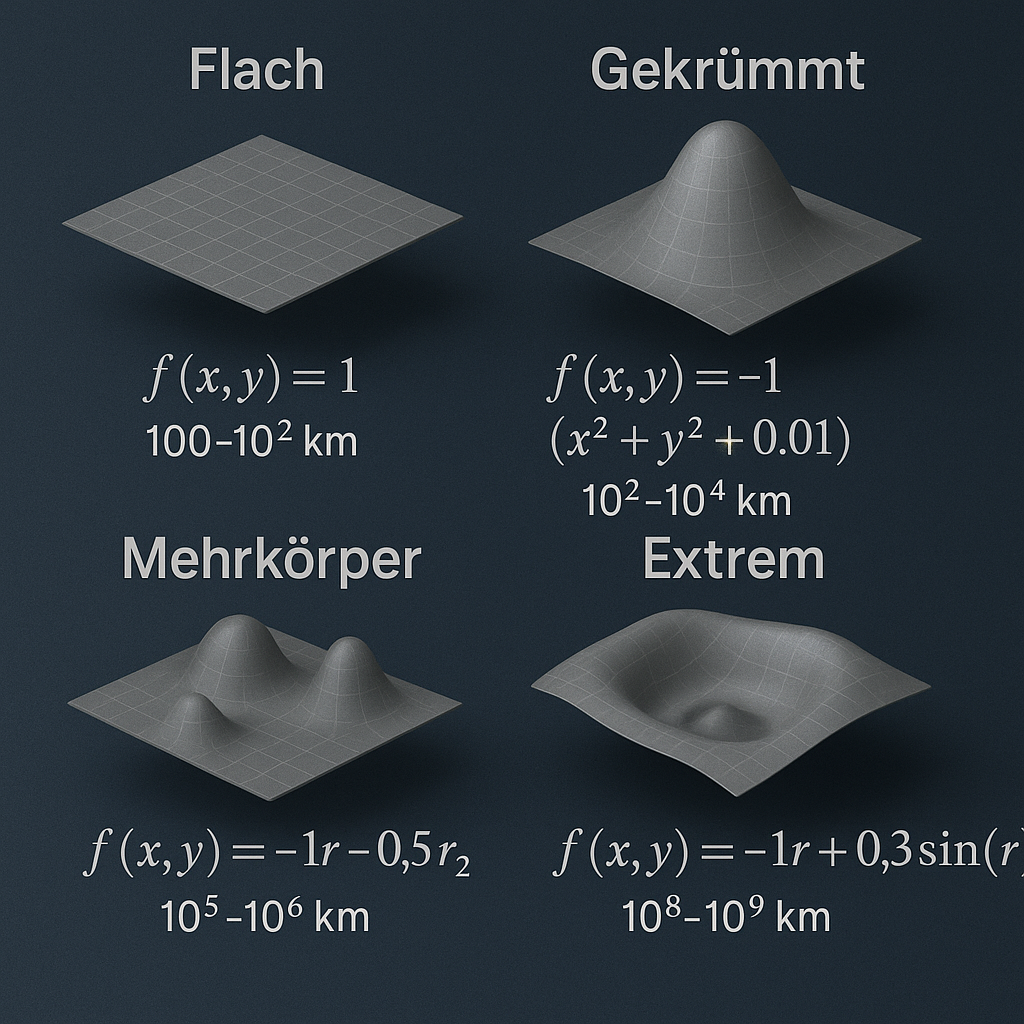 Flach
f(x,y) = 1
100–10² km
Gekrümmt
f(x,y) = –1
(x² + y² + 0.01)
10²–10⁴ km
Mehrkörper
f(x,y) = –1r – 0,5r₂
10⁵–10⁶ km
Extrem
f(x,y) = –1r + 0,3 sin(r)
10⁸–10⁹ km